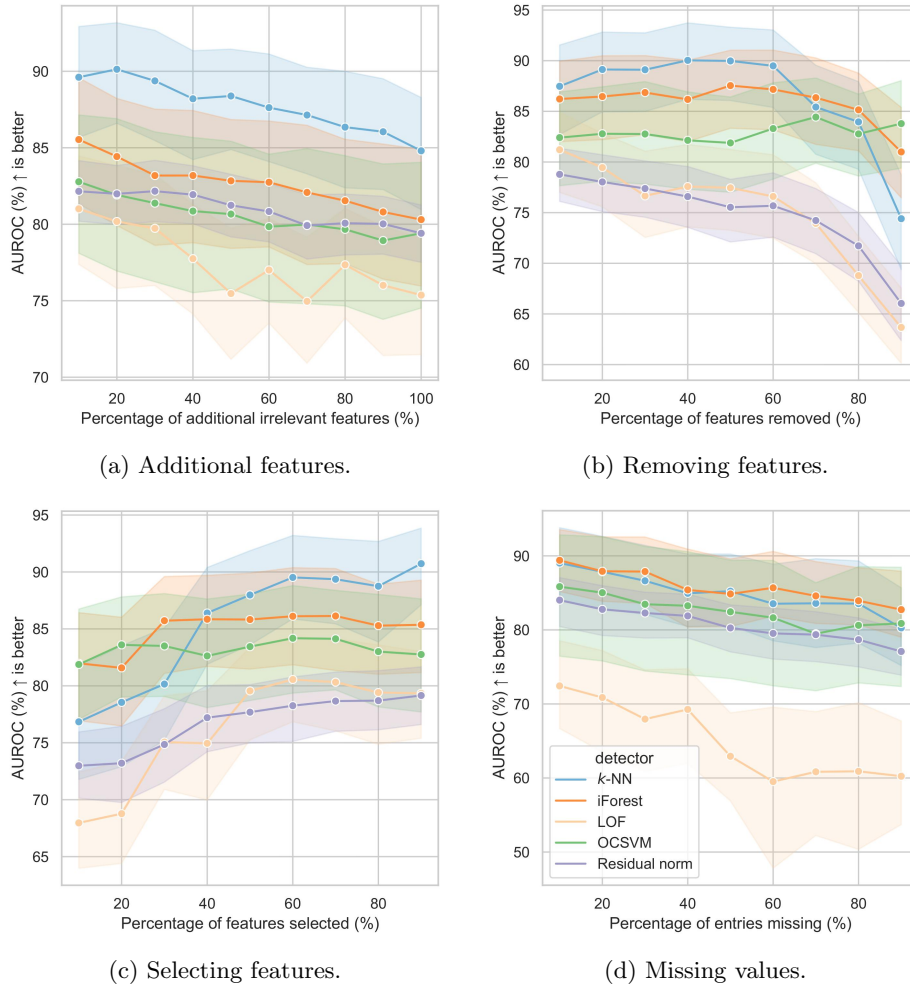 AUROC (%) ↑ is better
90
85
80
75
70
20
40
60
80
100
Percentage of additional irrelevant features (%)
(a) Additional features.
AUROC (%) ↑ is better
95
90
85
80
75
70
65
60
20
40
60
80
Percentage of features removed (%)
(b) Removing features.
AUROC (%) ↑ is better
95
90
85
80
75
70
65
20
40
60
80
Percentage of features selected (%)
(c) Selecting features.
AUROC (%) ↑ is better
90
80
70
60
50
detector
k-NN
iForest
LOF
OCSVM
Residual norm
20
40
60
80
Percentage of entries missing (%)
(d) Missing values.